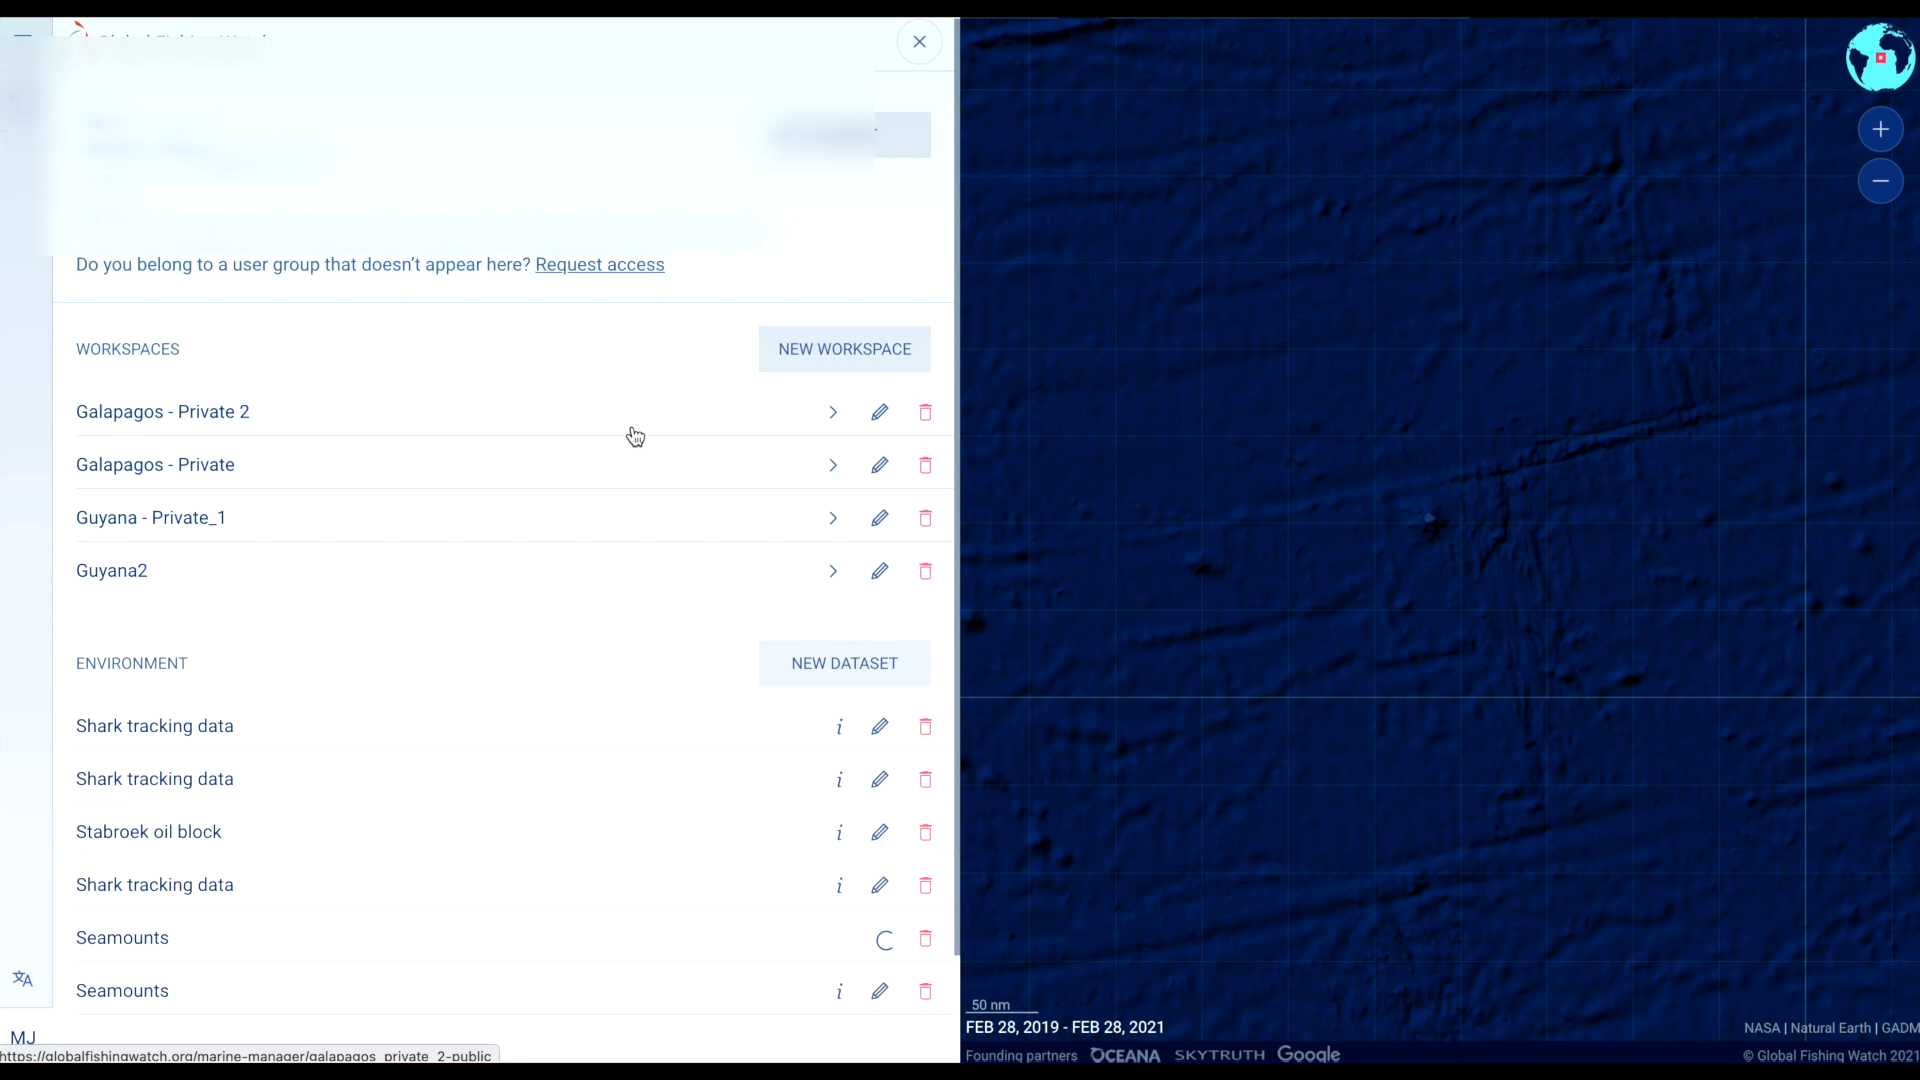 Do you belong to a user group that doesn’t appear here? Request access
WORKSPACES
NEW WORKSPACE
Galapagos - Private 2
Galapagos - Private
Guyana - Private_1
Guyana2
ENVIRONMENT
NEW DATASET
Shark tracking data
Shark tracking data
Stabroek oil block
Shark tracking data
Seamounts
Seamounts
MJ
https://globalfishingwatch.org/marine-manager/galapagos_private_2-public
50 nm
FEB 28, 2019 - FEB 28, 2021
NASA | Natural Earth | GADM
Founding partners OCEANA SKYTRUTH Google
© Global Fishing Watch 2021